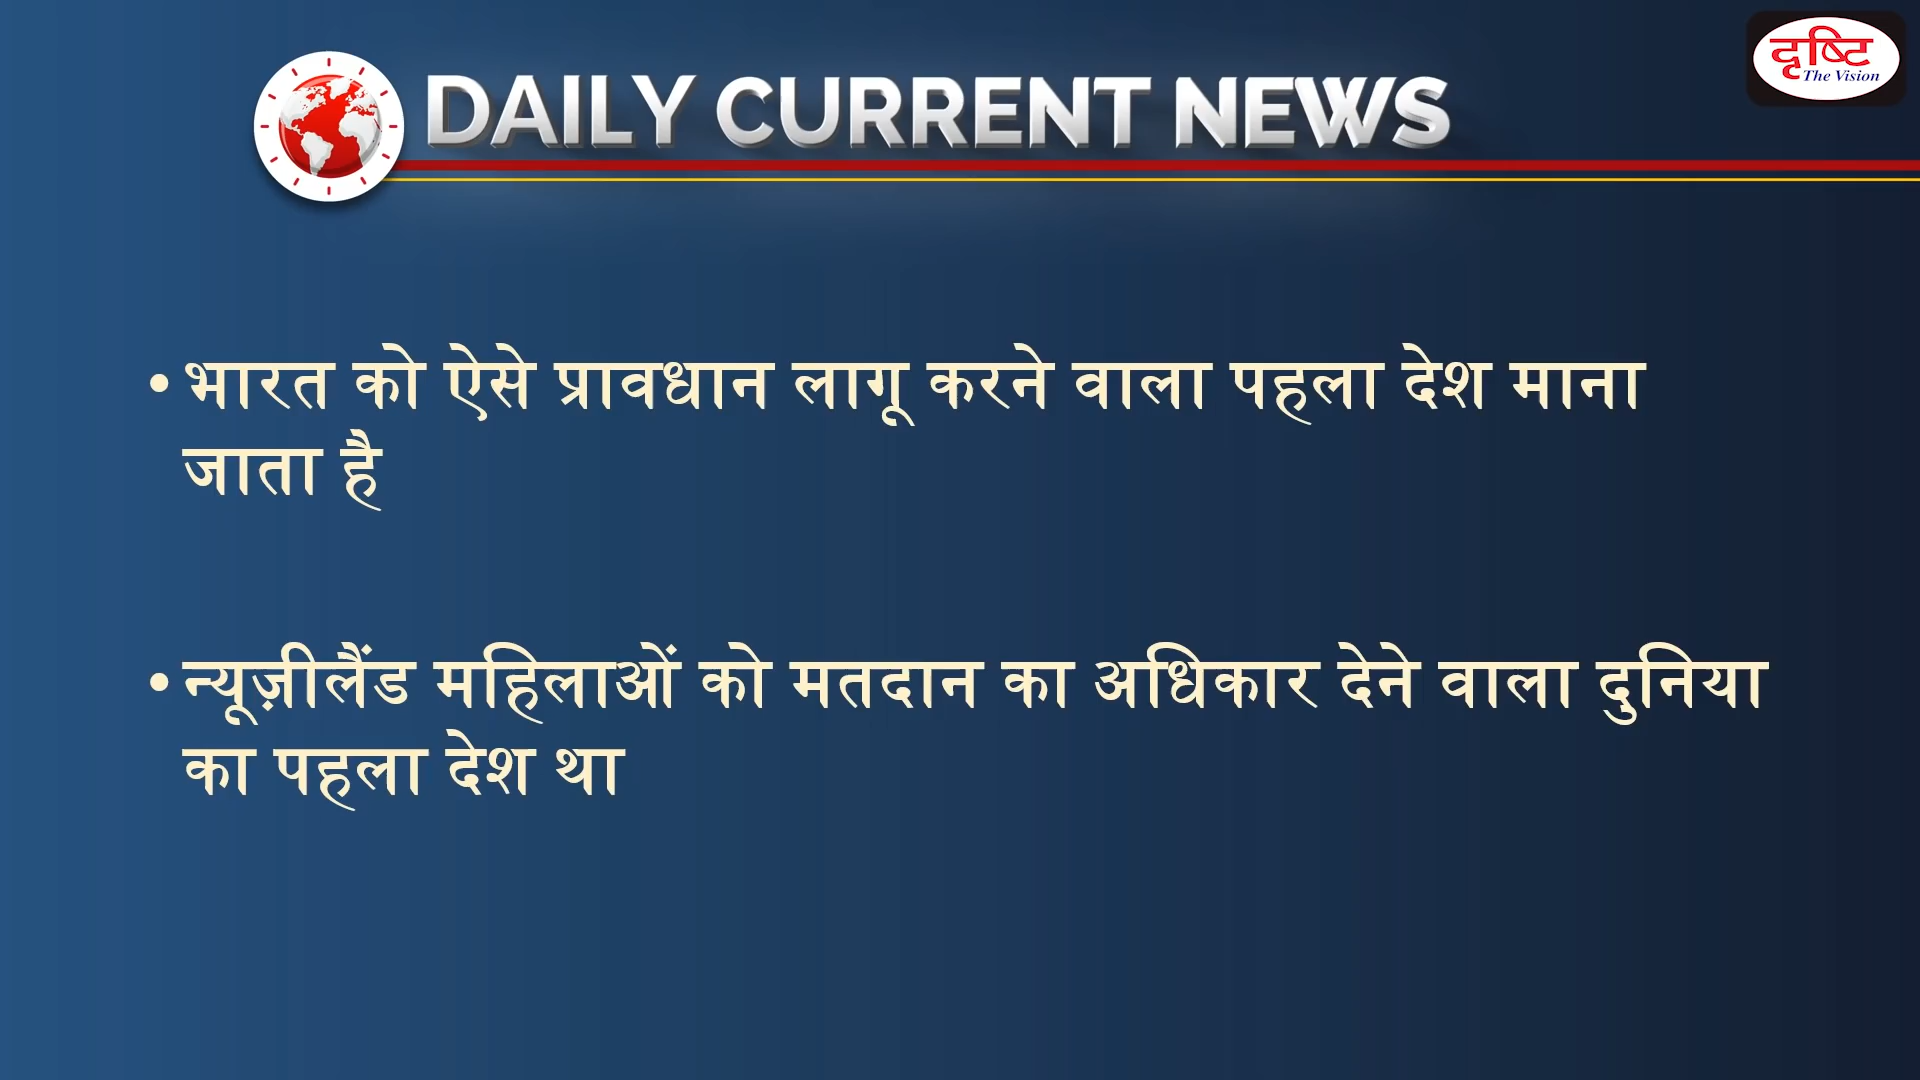 दृष्टि
The Vision
DAILY CURRENT NEWS
• भारत को ऐसे प्रावधान लागू करने वाला पहला देश माना
जाता है
• न्यूज़ीलैंड महिलाओं को मतदान का अधिकार देने वाला दुनिया
का पहला देश था